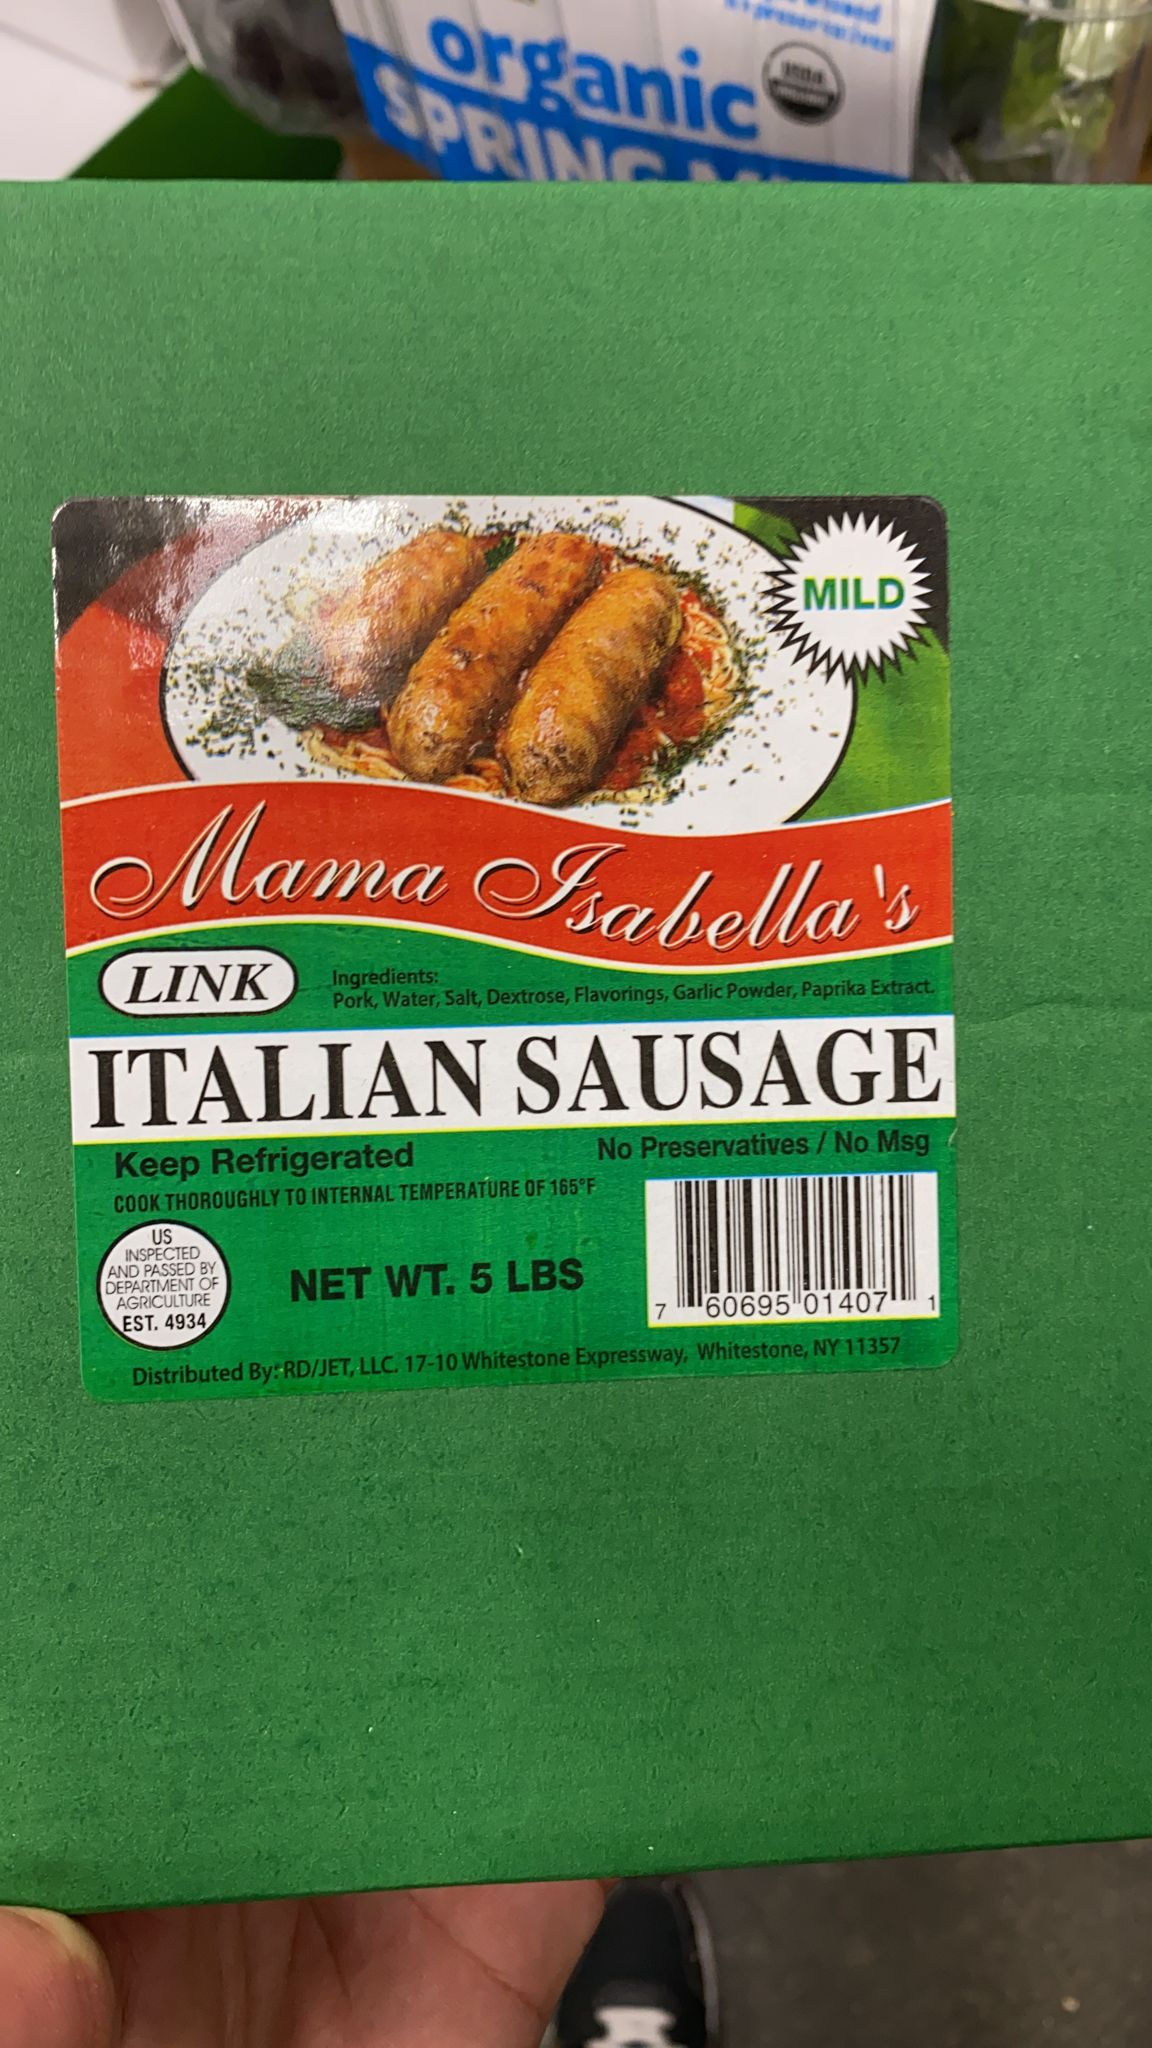 organic
USDA
SPRING
MILD
Mama Isabella's
LINK
Ingredients:
Pork, Water, Salt, Dextrose, Flavorings, Garlic Powder, Paprika Extract.
ITALIAN SAUSAGE
Keep Refrigerated
No Preservatives / No Msg
COOK THOROUGHLY TO INTERNAL TEMPERATURE OF 165°F
US
INSPECTED
AND PASSED BY
DEPARTMENT OF
AGRICULTURE
EST. 4934
NET WT. 5 LBS
7 60695 01407 1
Distributed By: RD/JET, LLC. 17-10 Whitestone Expressway, Whitestone, NY 11357